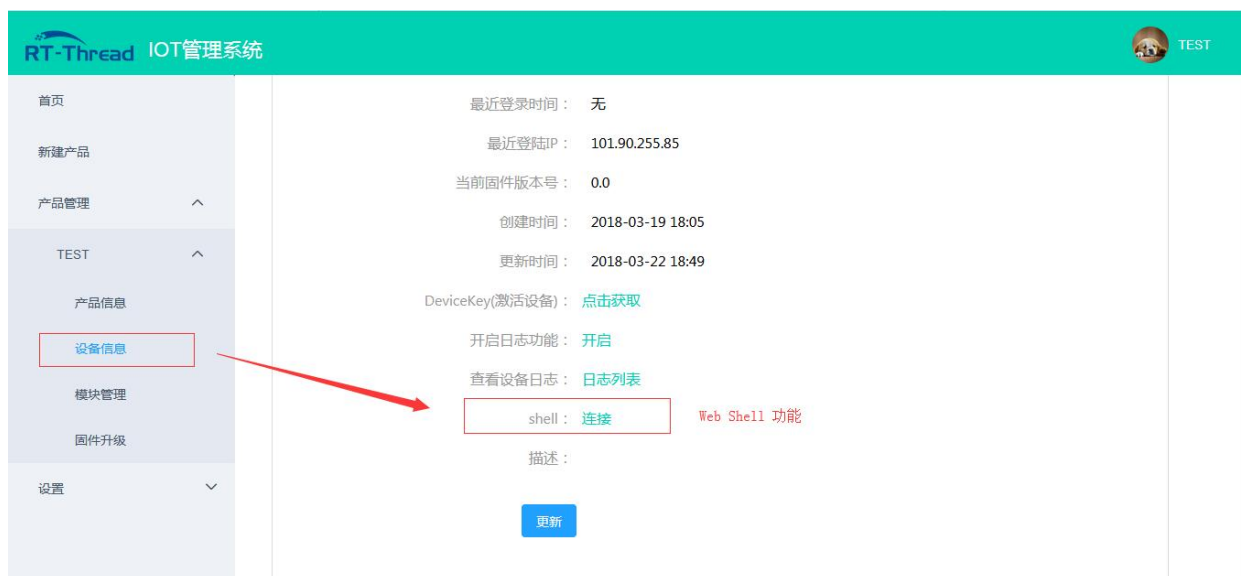 RT-Thread IOT管理系统
TEST
首页
新建产品
产品管理
TEST
产品信息
设备信息
模块管理
固件升级
设置
最近登录时间： 无
最近登陆IP： 101.90.255.85
当前固件版本号： 0.0
创建时间： 2018-03-19 18:05
更新时间： 2018-03-22 18:49
DeviceKey(激活设备)： 点击获取
开启日志功能： 开启
查看设备日志： 日志列表
shell： 连接
Web Shell 功能
描述：
更新